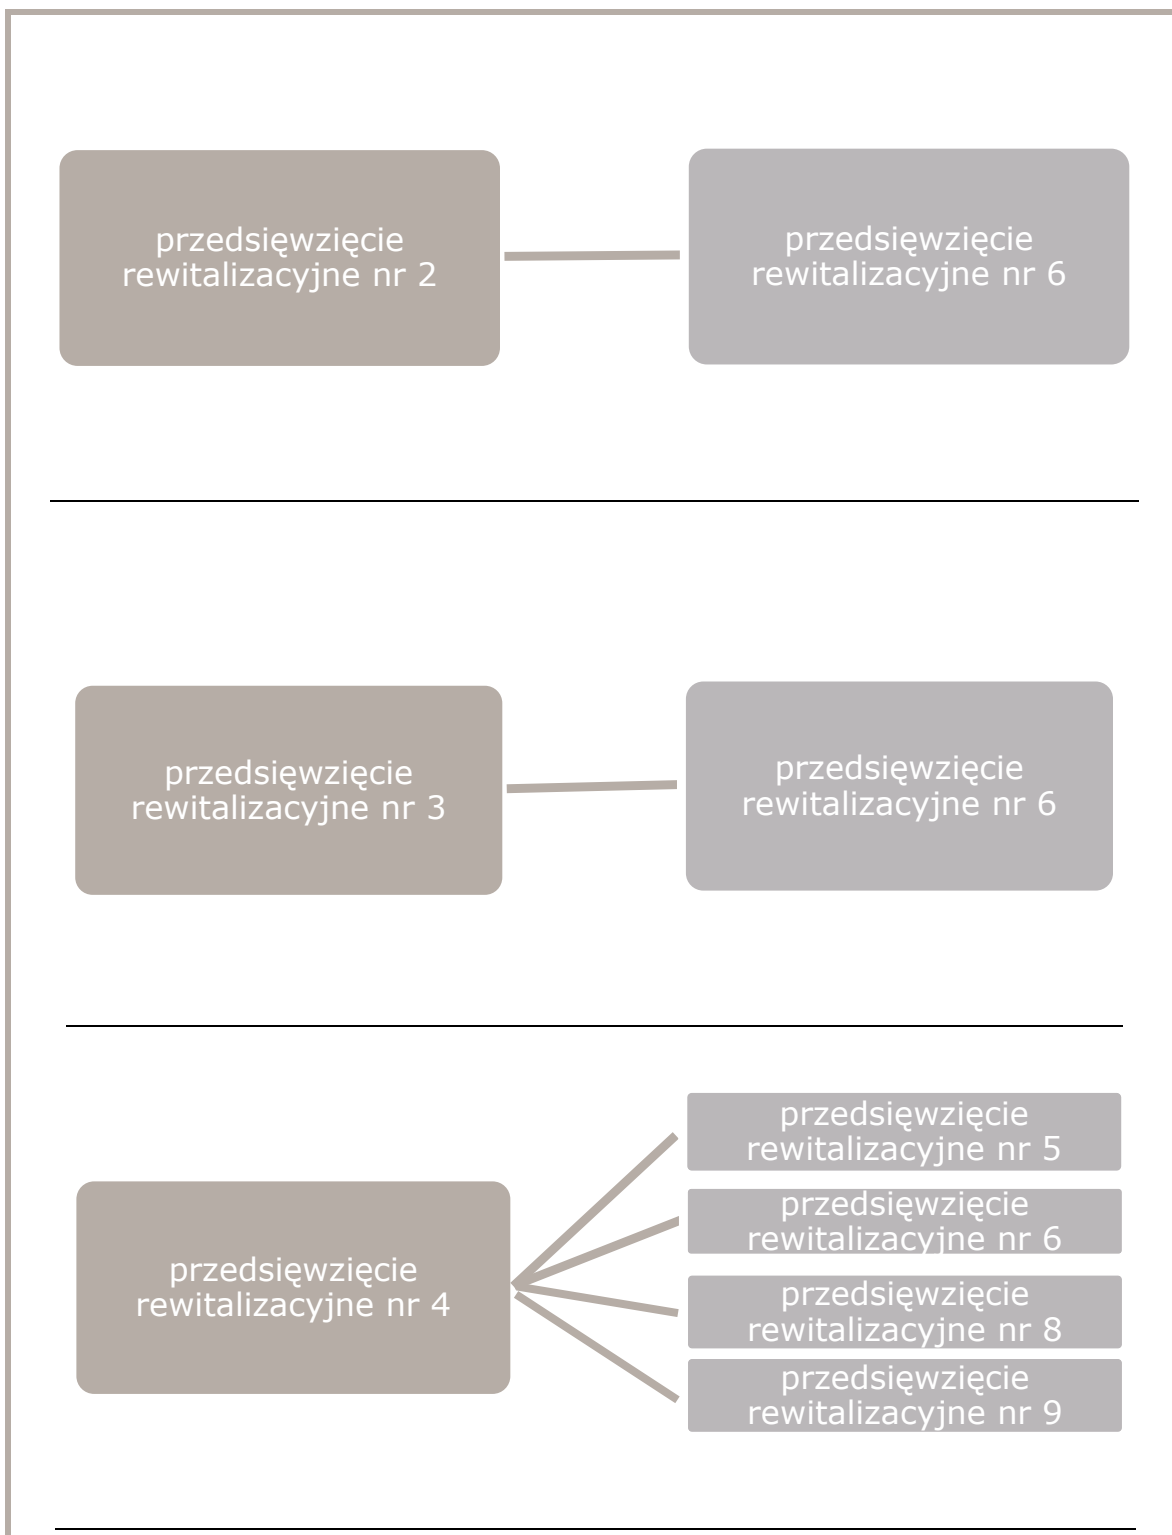 przedsięwzięcie
rewitalizacyjne nr 2
przedsięwzięcie
rewitalizacyjne nr 6
przedsięwzięcie
rewitalizacyjne nr 3
przedsięwzięcie
rewitalizacyjne nr 6
przedsięwzięcie
rewitalizacyjne nr 4
przedsięwzięcie
rewitalizacyjne nr 5
przedsięwzięcie
rewitalizacyjne nr 6
przedsięwzięcie
rewitalizacyjne nr 8
przedsięwzięcie
rewitalizacyjne nr 9